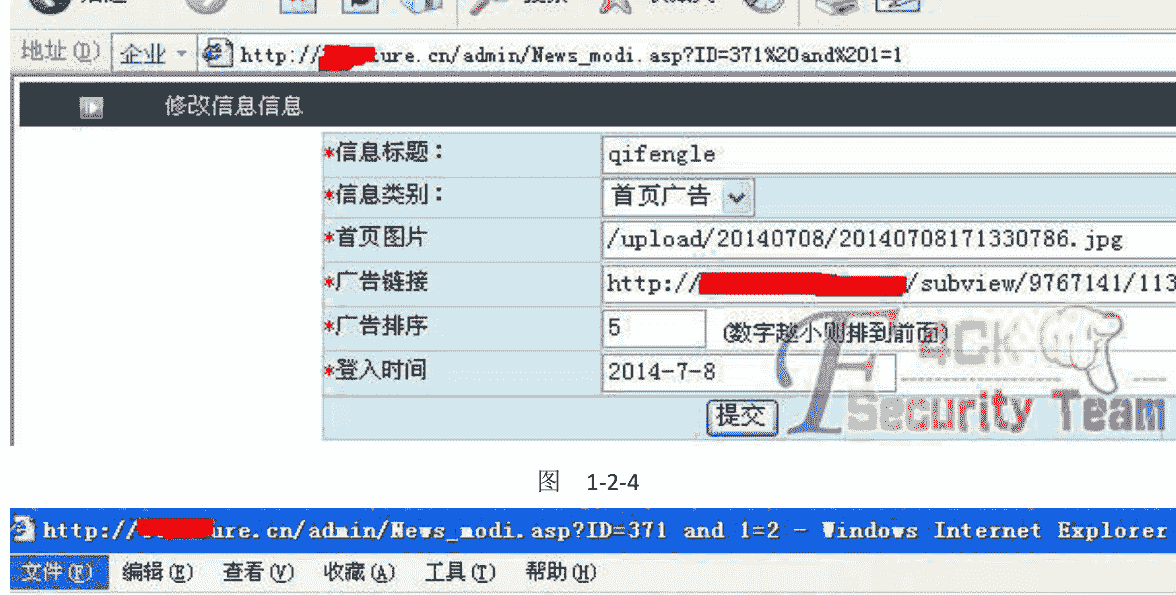 地址(D) 企业 http:// ure.cn/admin/News_modi.asp?ID=371%20and%201=1
修改信息信息
*信息标题： qifengle
*信息类别： 首页广告
*首页图片 /upload/20140708/20140708171330786.jpg
*广告链接 http:// /subview/9767141/113
*广告排序 5 (数字越小则排到前面)
*登入时间 2014-7-8
提交
F4CK
Security Team
图 1-2-4
http:// ure.cn/admin/News_modi.asp?ID=371 and 1=2 - Windows Internet Explorer
文件(F) 编辑(E) 查看(V) 收藏(A) 工具(T) 帮助(H)